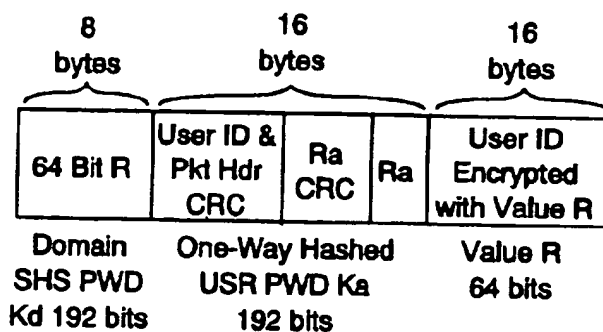 8
bytes
16
bytes
16
bytes
64 Bit R
User ID &
Pkt Hdr
CRC
Ra
CRC
Ra
User ID
Encrypted
with Value R
Domain
SHS PWD
Kd 192 bits
One-Way Hashed
USR PWD Ka
192 bits
Value R
64 bits